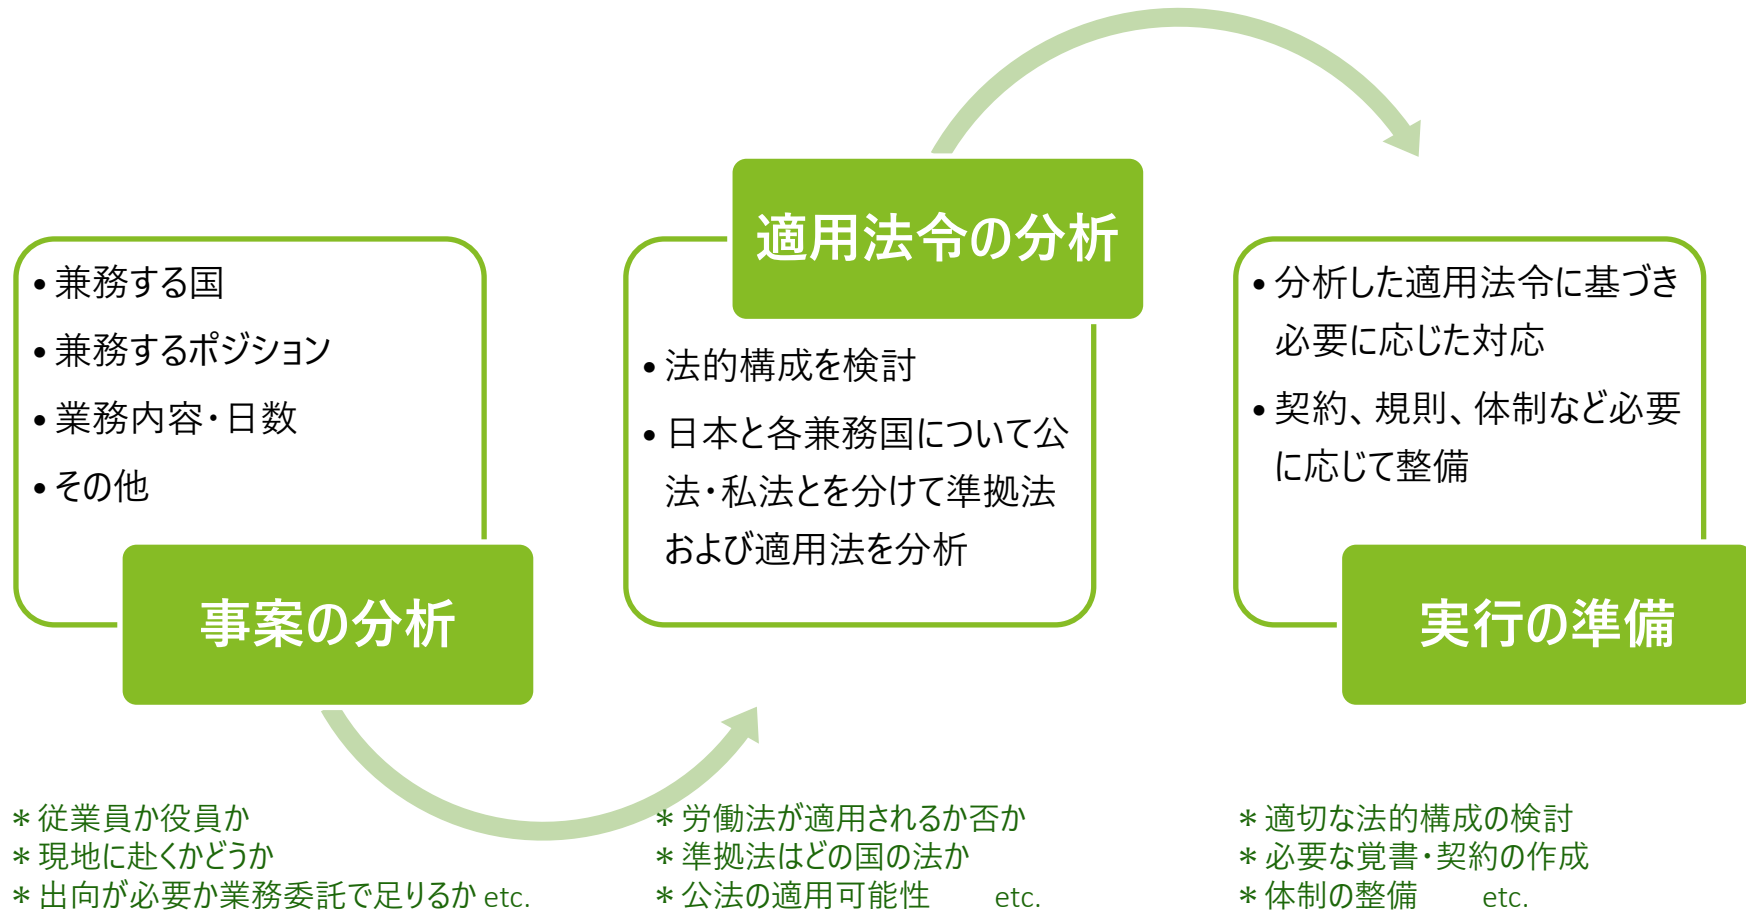 • 兼務する国
• 兼務するポジション
• 業務内容・日数
• その他
事案の分析
＊従業員か役員か
＊現地に赴くかどうか
＊出向が必要か業務委託で足りるか etc.
適用法令の分析
• 法的構成を検討
• 日本と各兼務国について公
法・私法とを分けて準拠法
および適用法を分析
＊労働法が適用されるか否か
＊準拠法はどの国の法か
＊公法の適用可能性 etc.
• 分析した適用法令に基づき
必要に応じた対応
• 契約、規則、体制など必要
に応じて整備
実行の準備
＊適切な法的構成の検討
＊必要な覚書・契約の作成
＊体制の整備 etc.